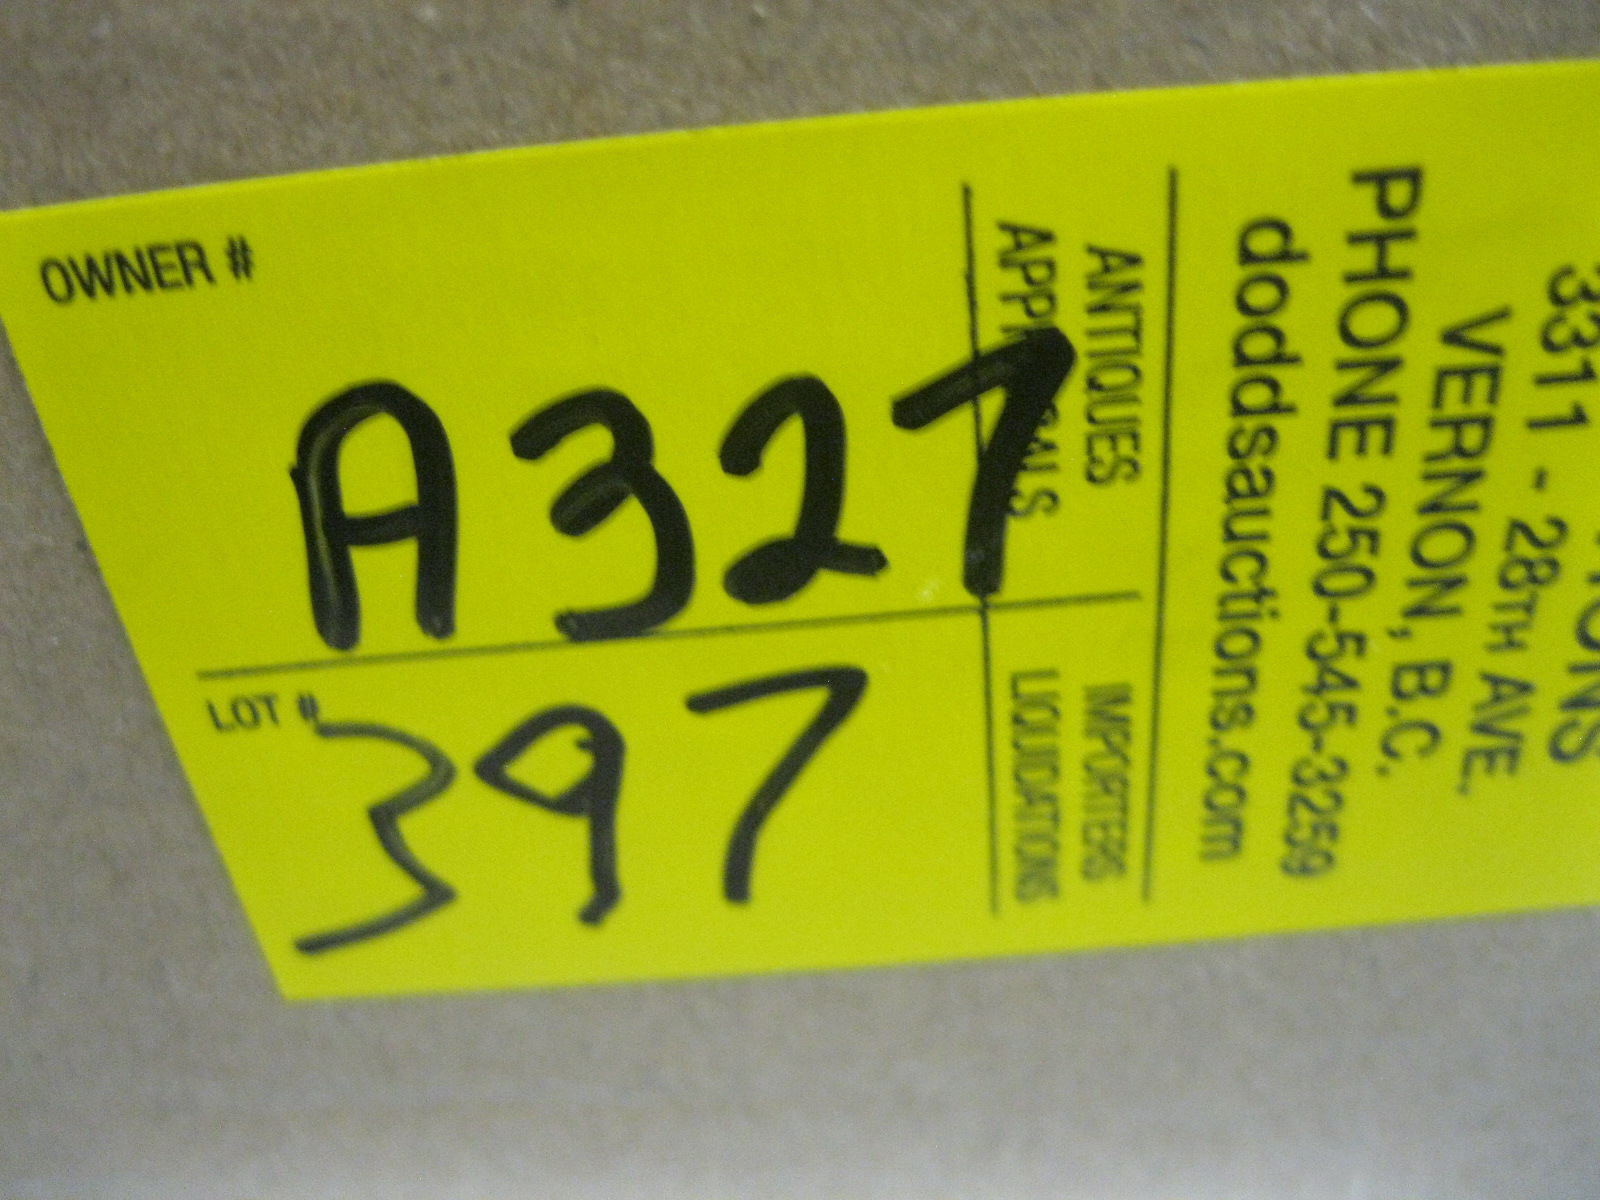 OWNER #
A327
LOT #
397
3311 - 28TH AVE.,
VERNON, B.C.
PHONE 250-545-3259
doddsauctions.com
ANTIQUES
IMPORTERS
LIQUIDATIONS